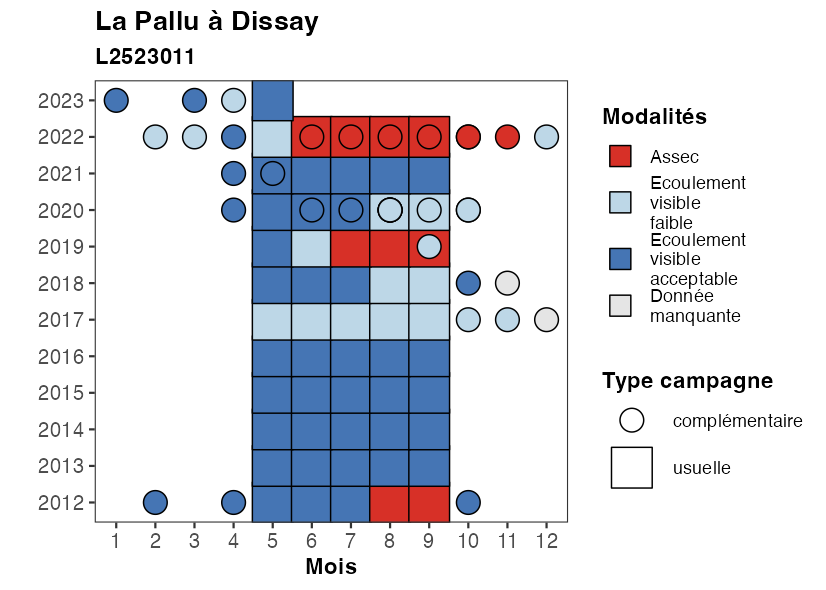 La Pallu à Dissay
L2523011
2023
2022
2021
2020
2019
2018
2017
2016
2015
2014
2013
2012
1 2 3 4 5 6 7 8 9 10 11 12
Mois
Modalités
Assec
Ecoulement
visible
faible
Ecoulement
visible
acceptable
Donnée
manquante
Type campagne
complémentaire
usuelle